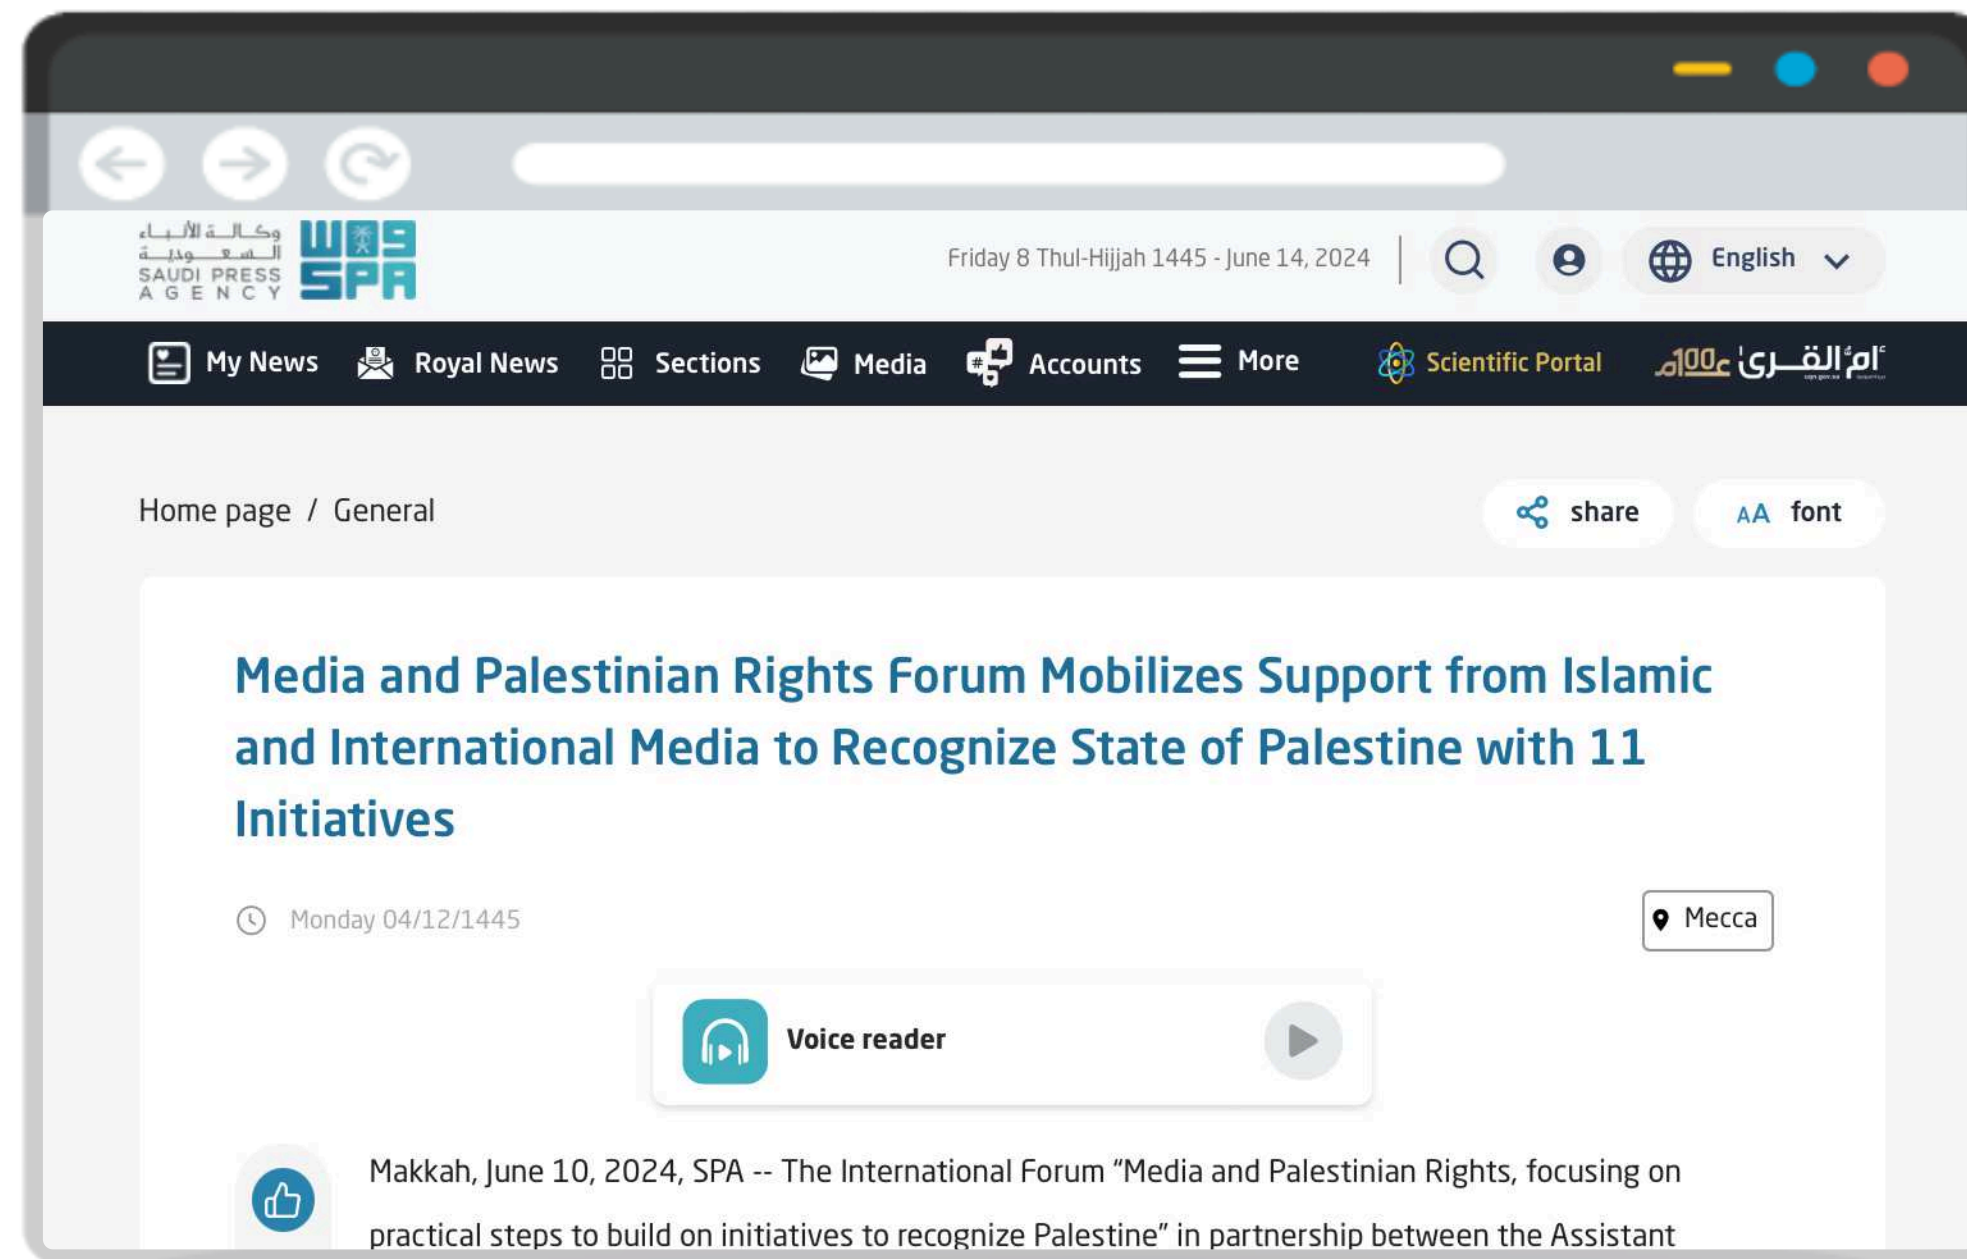 وكالة الأنباء
السعودية
SAUDI PRESS
AGENCY
واس
SPA
Friday 8 Thul-Hijjah 1445 - June 14, 2024
English
My News
Royal News
Sections
Media
Accounts
More
Scientific Portal
أم القرى 100عام
Home page / General
share
AA font
Media and Palestinian Rights Forum Mobilizes Support from Islamic
and International Media to Recognize State of Palestine with 11
Initiatives
Monday 04/12/1445
Mecca
Voice reader
Makkah, June 10, 2024, SPA -- The International Forum “Media and Palestinian Rights, focusing on
practical steps to build on initiatives to recognize Palestine” in partnership between the Assistant